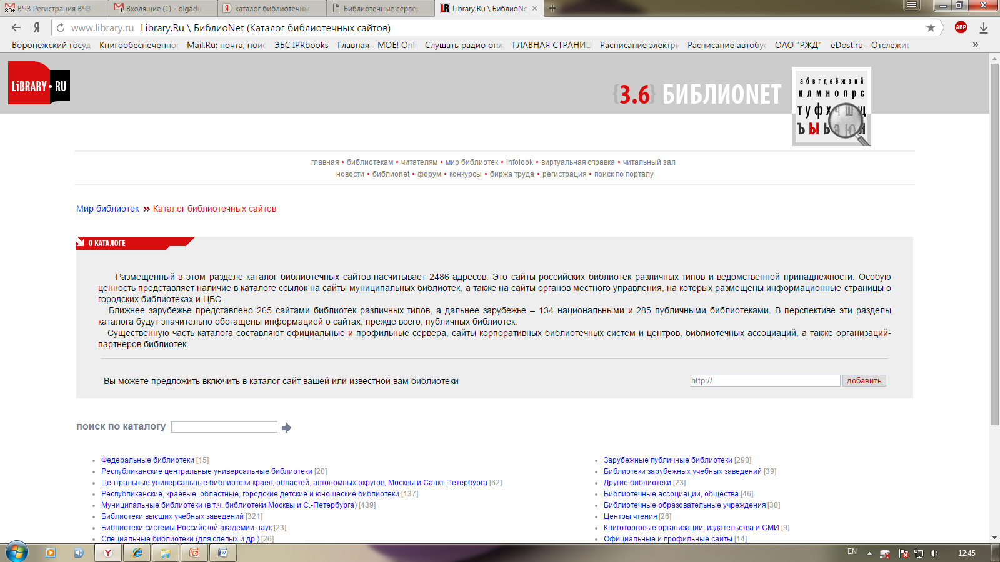 ВЧЗ Регистрация ВЧЗ
Входящие (1) - olgadu
каталог библиотечны
Библиотечные сервер
Library.Ru \ БиблиоNe
www.library.ru Library.Ru \ БиблиоNet (Каталог библиотечных сайтов)
ABP
Воронежский госуд Книгообеспеченно Mail.Ru: почта, поис ЭБС IPRbooks Главная - МОЁ! Onli Слушать радио онл ГЛАВНАЯ СТРАНИЦ Расписание электри Расписание автобус ОАО "РЖД" eDost.ru - Отслежив »
LiBRARY•RU
{3.6} БИБЛИОNET
абвгдеёжзий
клмнопрс
туфхчшщ
ЪЫЬЭЮЯ
главная • библиотекам • читателям • мир библиотек • infolook • виртуальная справка • читальный зал
новости • библиоnet • форум • конкурсы • биржа труда • регистрация • поиск по порталу
Мир библиотек » Каталог библиотечных сайтов
О КАТАЛОГЕ
Размещенный в этом разделе каталог библиотечных сайтов насчитывает 2486 адресов. Это сайты российских библиотек различных типов и ведомственной принадлежности. Особую
ценность представляет наличие в каталоге ссылок на сайты муниципальных библиотек, а также на сайты органов местного управления, на которых размещены информационные страницы о
городских библиотеках и ЦБС.
Ближнее зарубежье представлено 265 сайтами библиотек различных типов, а дальнее зарубежье – 134 национальными и 285 публичными библиотеками. В перспективе эти разделы
каталога будут значительно обогащены информацией о сайтах, прежде всего, публичных библиотек.
Существенную часть каталога составляют официальные и профильные сервера, сайты корпоративных библиотечных систем и центров, библиотечных ассоциаций, а также организаций-
партнеров библиотек.
Вы можете предложить включить в каталог сайт вашей или известной вам библиотеки http:// добавить
поиск по каталогу
Федеральные библиотеки [15]
Республиканские центральные универсальные библиотеки [20]
Центральные универсальные библиотеки краев, областей, автономных округов, Москвы и Санкт-Петербурга [62]
Республиканские, краевые, областные, городские детские и юношеские библиотеки [137]
Муниципальные библиотеки (в т.ч. библиотеки Москвы и С.-Петербурга) [439]
Библиотеки высших учебных заведений [321]
Библиотеки системы Российской академии наук [23]
Специальные библиотеки (для слепых и др.) [26]
Зарубежные публичные библиотеки [290]
Библиотеки зарубежных учебных заведений [39]
Другие библиотеки [23]
Библиотечные ассоциации, общества [46]
Библиотечные образовательные учреждения [30]
Центры чтения [26]
Книготорговые организации, издательства и СМИ [9]
Официальные и профильные сайты [14]
EN
12:45